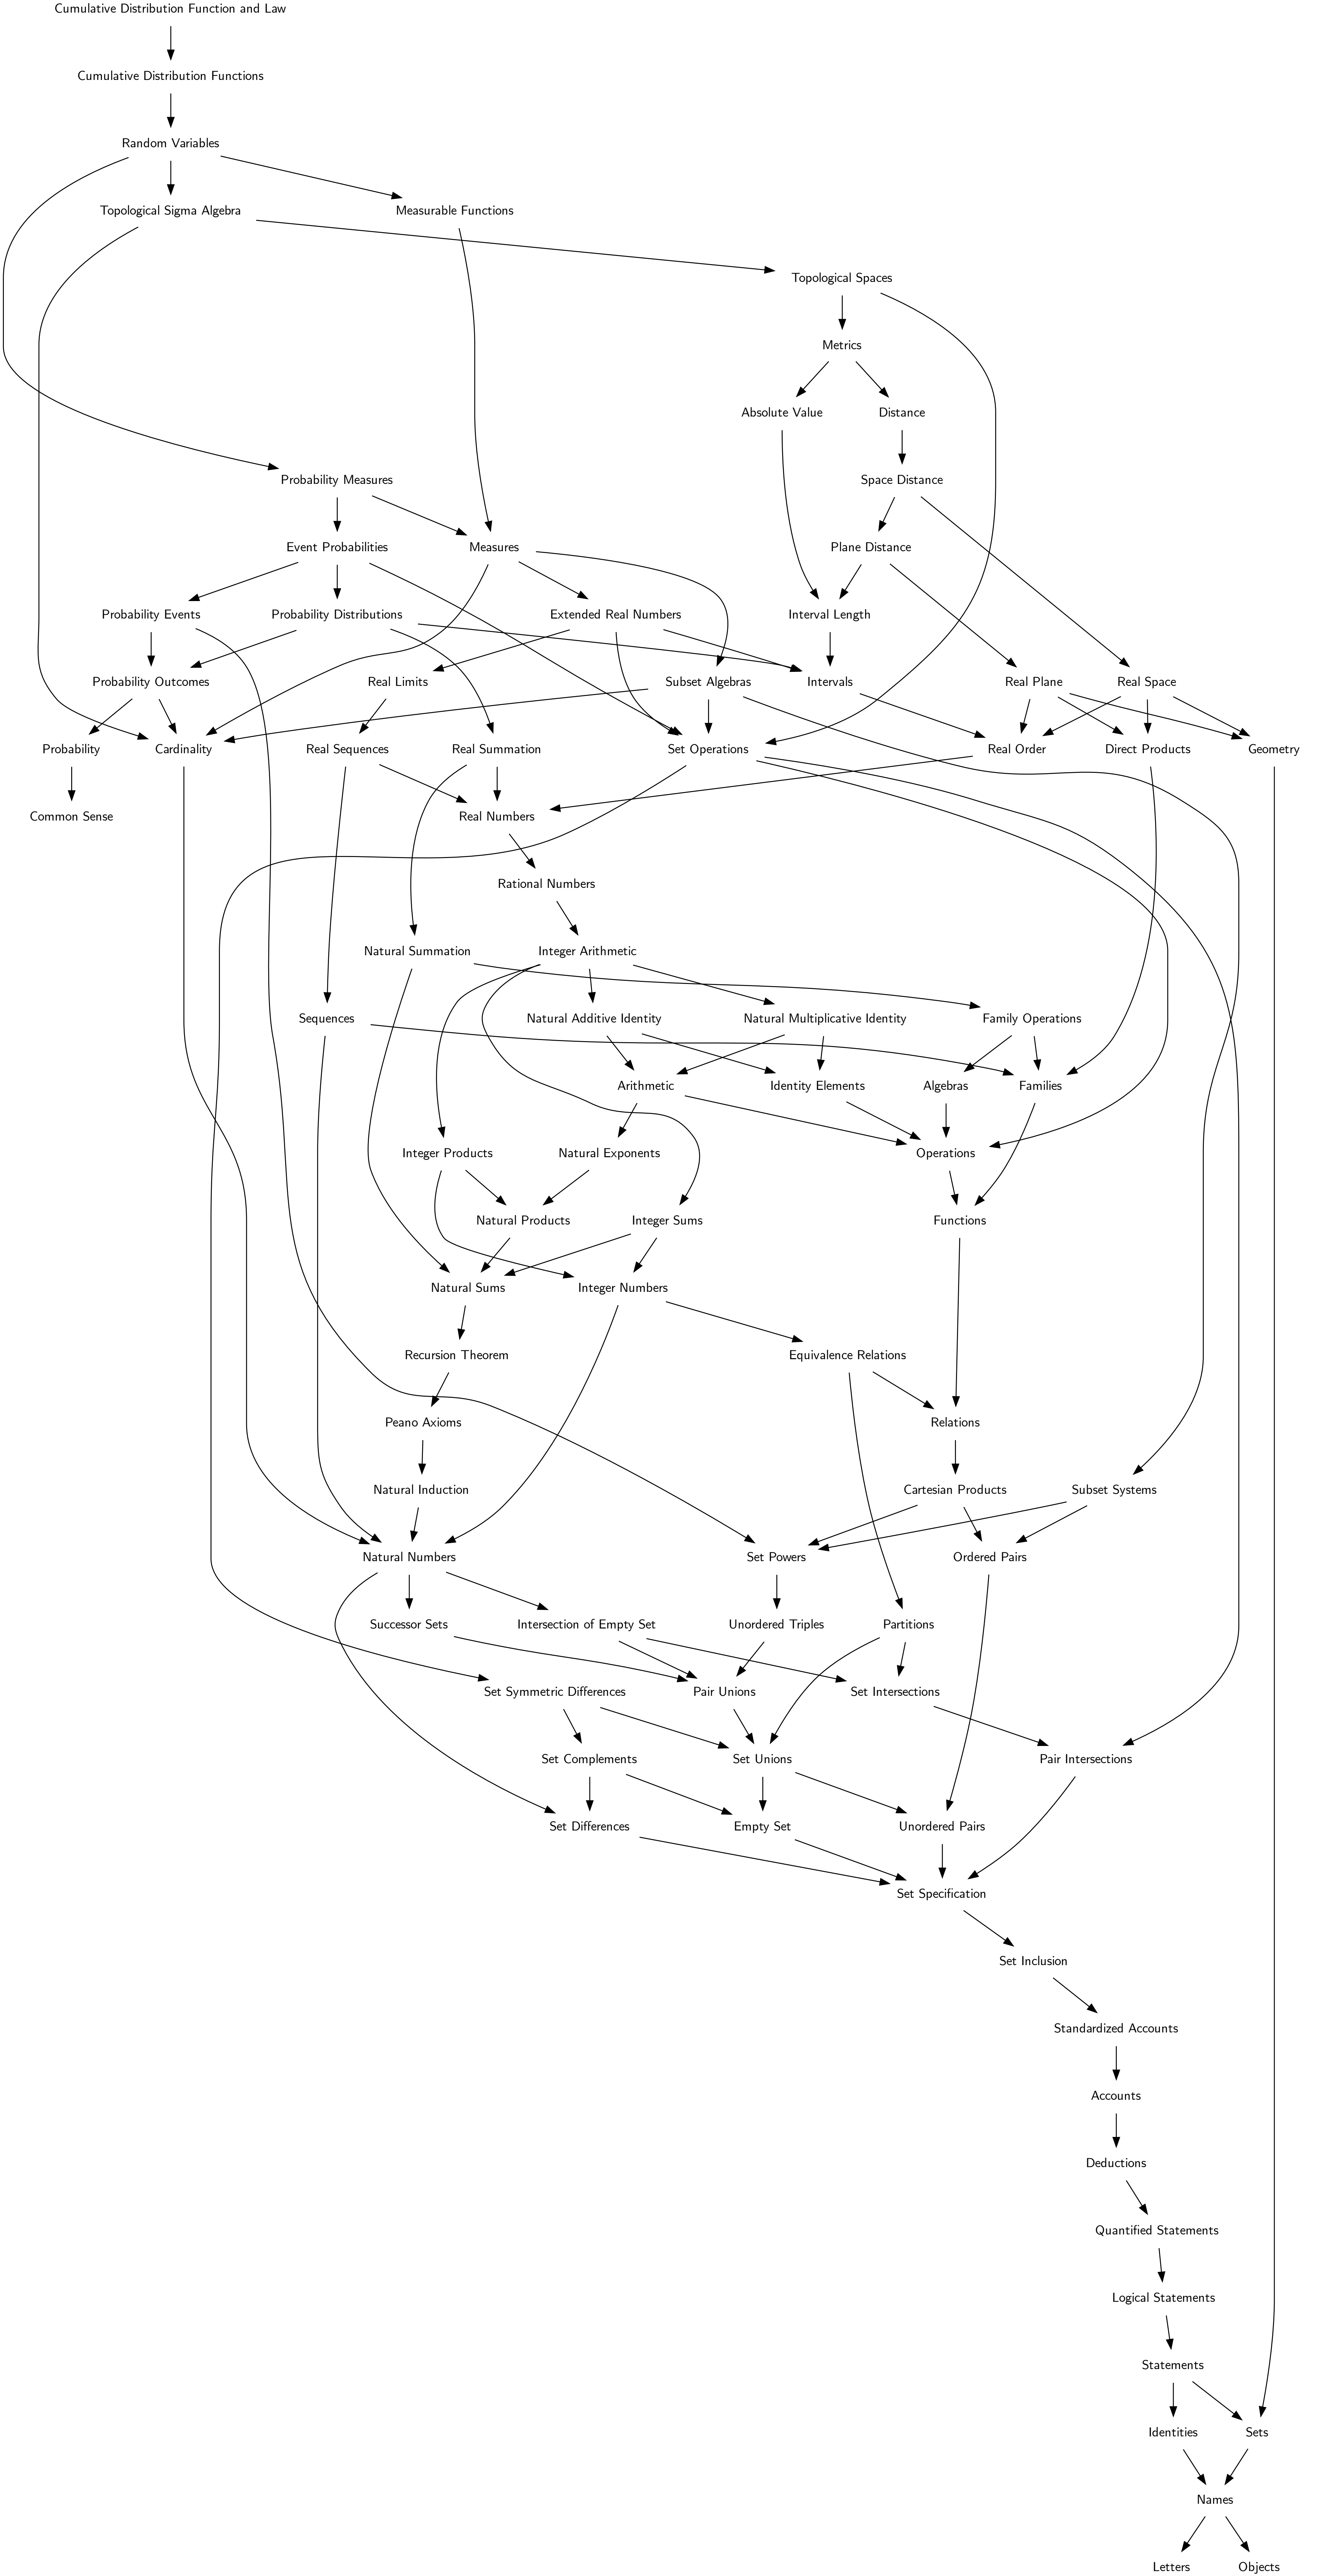 Cumulative Distribution Function and Law
Cumulative Distribution Functions
Random Variables
Topological Sigma Algebra
Measurable Functions
Topological Spaces
Metrics
Absolute Value
Distance
Probability Measures
Space Distance
Event Probabilities
Measures
Plane Distance
Probability Events
Probability Distributions
Extended Real Numbers
Interval Length
Probability Outcomes
Real Limits
Subset Algebras
Intervals
Real Plane
Real Space
Probability
Cardinality
Real Sequences
Real Summation
Set Operations
Real Order
Direct Products
Geometry
Common Sense
Real Numbers
Rational Numbers
Natural Summation
Integer Arithmetic
Sequences
Natural Additive Identity
Natural Multiplicative Identity
Family Operations
Arithmetic
Identity Elements
Algebras
Families
Integer Products
Natural Exponents
Operations
Natural Products
Integer Sums
Functions
Natural Sums
Integer Numbers
Recursion Theorem
Equivalence Relations
Peano Axioms
Relations
Natural Induction
Cartesian Products
Subset Systems
Natural Numbers
Set Powers
Ordered Pairs
Successor Sets
Intersection of Empty Set
Unordered Triples
Partitions
Set Symmetric Differences
Pair Unions
Set Intersections
Set Complements
Set Unions
Pair Intersections
Set Differences
Empty Set
Unordered Pairs
Set Specification
Set Inclusion
Standardized Accounts
Accounts
Deductions
Quantified Statements
Logical Statements
Statements
Identities
Sets
Names
Letters
Objects